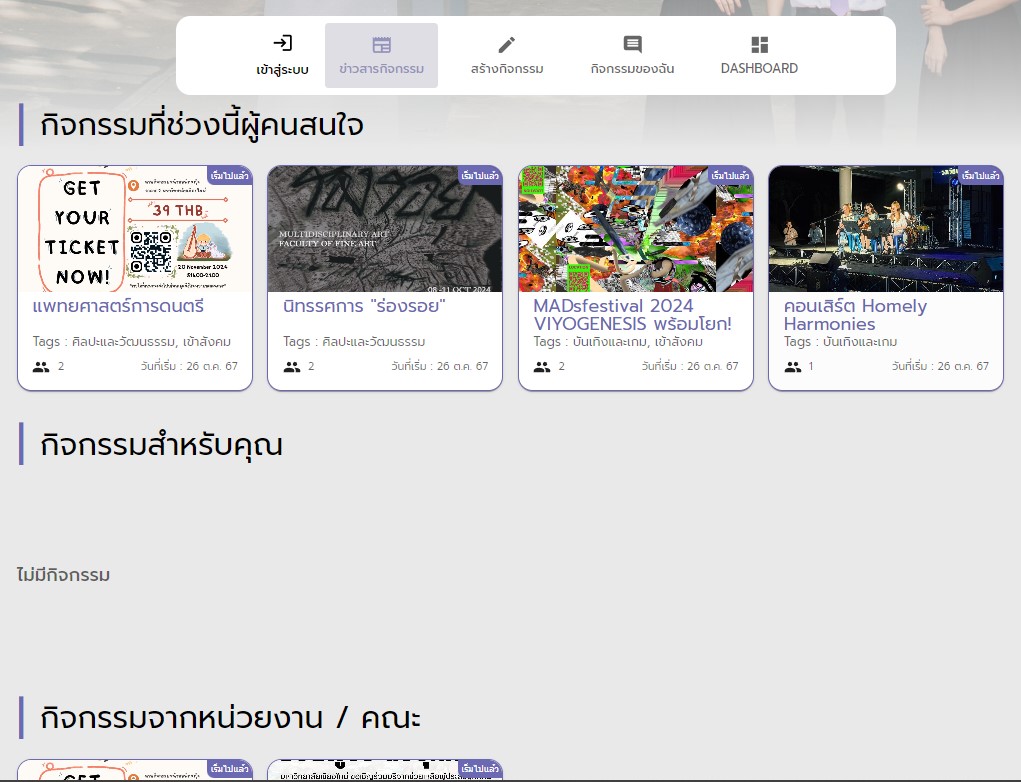 เข้าสู่ระบบ
ข่าวสารกิจกรรม
สร้างกิจกรรม
กิจกรรมของฉัน
DASHBOARD
กิจกรรมที่ช่วงนี้ผู้คนสนใจ
เริ่มไปแล้ว
GET
YOUR
TICKET
NOW!
39 THB
20 November 2024
แพทยศาสตร์การดนตรี
Tags : ศิลปะและวัฒนธรรม, เข้าสังคม
2
วันที่เริ่ม : 26 ต.ค. 67
เริ่มไปแล้ว
MULTIDISCIPLINARY ART
FACULTY OF FINE ART
08 -11 OCT 2024
นิทรรศการ "ร่องรอย"
Tags : ศิลปะและวัฒนธรรม
2
วันที่เริ่ม : 26 ต.ค. 67
เริ่มไปแล้ว
MADsfestival 2024
VIYOGENESIS พร้อมโยก!
Tags : บันเทิงและเกม, เข้าสังคม
2
วันที่เริ่ม : 26 ต.ค. 67
เริ่มไปแล้ว
คอนเสิร์ต Homely
Harmonies
Tags : บันเทิงและเกม
1
วันที่เริ่ม : 26 ต.ค. 67
กิจกรรมสำหรับคุณ
ไม่มีกิจกรรม
กิจกรรมจากหน่วยงาน / คณะ
เริ่มไปแล้ว
เริ่มไปแล้ว